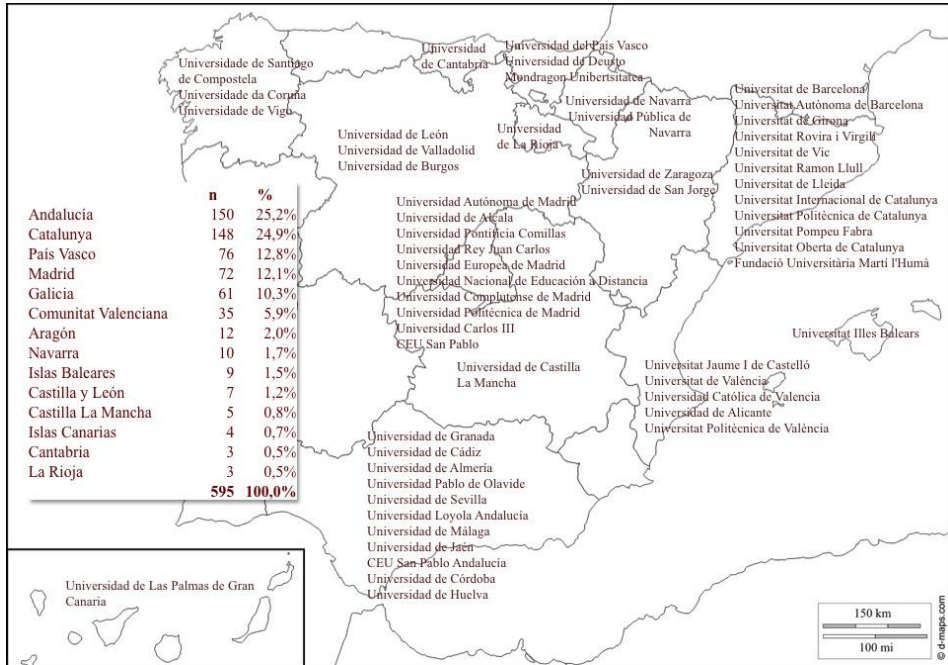 Universidade de Santiago
de Compostela
Universidade da Coruña
Universidade de Vigo
Universidad
de Cantabria
Universidad del País Vasco
Universidad de Deusto
Mondragon Unibertsitatea
Universidad de Navarra
Universidad Pública de
Navarra
Universidad
de La Rioja
Universidad de León
Universidad de Valladolid
Universidad de Burgos
Universidad de Zaragoza
Universidad de San Jorge
Universitat de Barcelona
Universitat Autònoma de Barcelona
Universitat de Girona
Universitat Rovira i Virgili
Universitat de Vic
Universitat Ramon Llull
Universitat de Lleida
Universitat Internacional de Catalunya
Universitat Politècnica de Catalunya
Universitat Pompeu Fabra
Universitat Oberta de Catalunya
Fundació Universitària Martí l'Humà
n %
Andalucía 150 25,2%
Catalunya 148 24,9%
País Vasco 76 12,8%
Madrid 72 12,1%
Galicia 61 10,3%
Comunitat Valenciana 35 5,9%
Aragón 12 2,0%
Navarra 10 1,7%
Islas Baleares 9 1,5%
Castilla y León 7 1,2%
Castilla La Mancha 5 0,8%
Islas Canarias 4 0,7%
Cantabria 3 0,5%
La Rioja 3 0,5%
595 100,0%
Universidad Autónoma de Madrid
Universidad de Alcala
Universidad Pontificia Comillas
Universidad Rey Juan Carlos
Universidad Europea de Madrid
Universidad Nacional de Educación a Distancia
Universidad Complutense de Madrid
Universidad Politécnica de Madrid
Universidad Carlos III
CEU San Pablo
Universidad de Castilla
La Mancha
Universitat Illes Balears
Universitat Jaume I de Castelló
Universitat de València
Universidad Católica de Valencia
Universidad de Alicante
Universitat Politècnica de València
Universidad de Granada
Universidad de Cádiz
Universidad de Almería
Universidad Pablo de Olavide
Universidad de Sevilla
Universidad Loyola Andalucía
Universidad de Málaga
Universidad de Jaén
CEU San Pablo Andalucía
Universidad de Córdoba
Universidad de Huelva
Universidad de Las Palmas de Gran
Canaria
150 km
100 mi
© d-maps.com